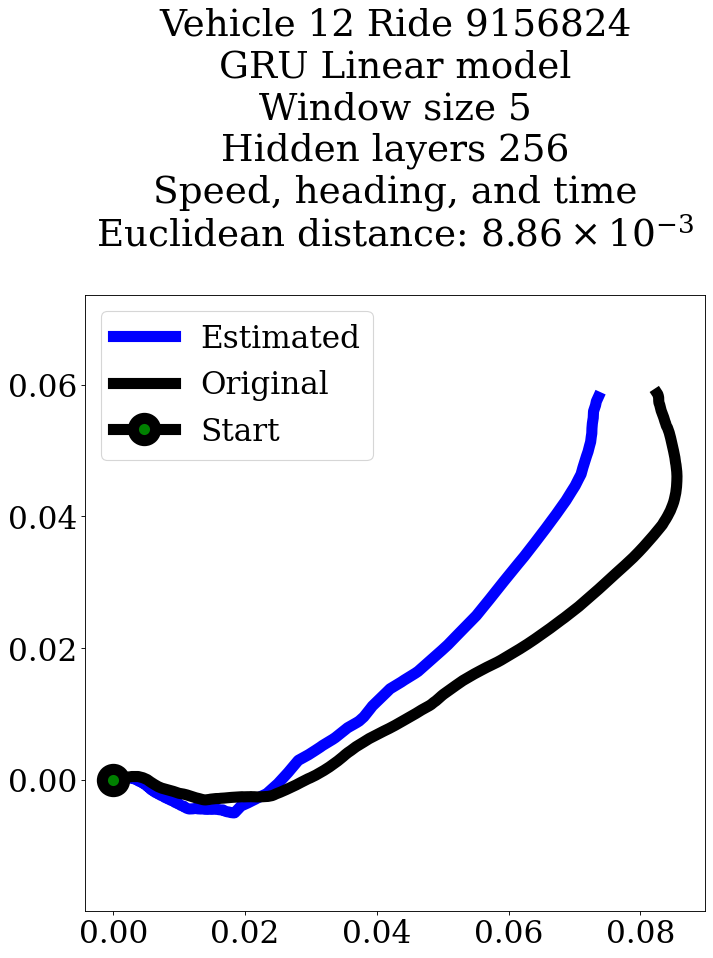 Vehicle 12 Ride 9156824
GRU Linear model
Window size 5
Hidden layers 256
Speed, heading, and time
Euclidean distance: 8.86 × 10⁻³
Estimated
Original
Start
0.06
0.04
0.02
0.00
0.00 0.02 0.04 0.06 0.08